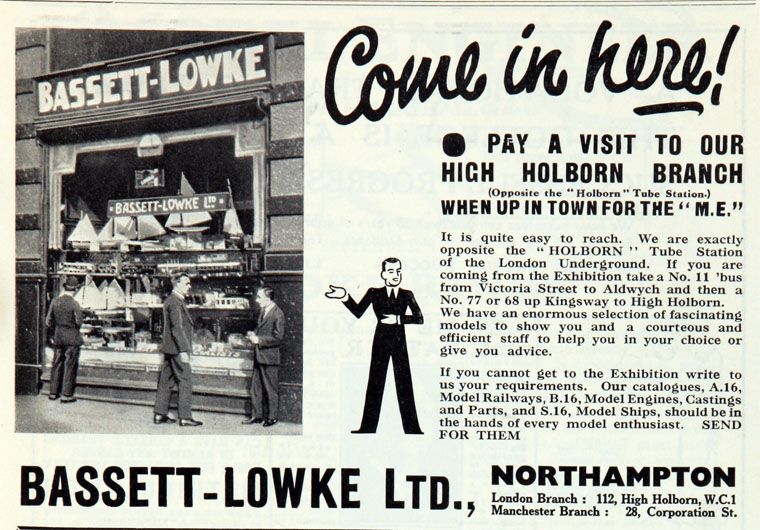 BASSETT-LOWKE
BASSETT-LOWKE LTD
Come in here!
● PAY A VISIT TO OUR
HIGH HOLBORN BRANCH
(Opposite the "Holborn" Tube Station.)
WHEN UP IN TOWN FOR THE "M.E."
It is quite easy to reach. We are exactly
opposite the "HOLBORN" Tube Station
of the London Underground. If you are
coming from the Exhibition take No. 11 'bus
from Victoria Street to Aldwych and then a
No. 77 or 68 up Kingsway to High Holborn.
We have an enormous selection of fascinating
models to show you and a courteous and
efficient staff to help you in your choice or
give you advice.
If you cannot get to the Exhibition write to
us your requirements. Our catalogues, A.16,
Model Railways, B.16, Model Engines, Castings
and Parts, and S.16, Model Ships, should be in
the hands of every model enthusiast. SEND
FOR THEM
BASSETT-LOWKE LTD.,
NORTHAMPTON
London Branch : 112, High Holborn, W.C.1
Manchester Branch : 28, Corporation St.